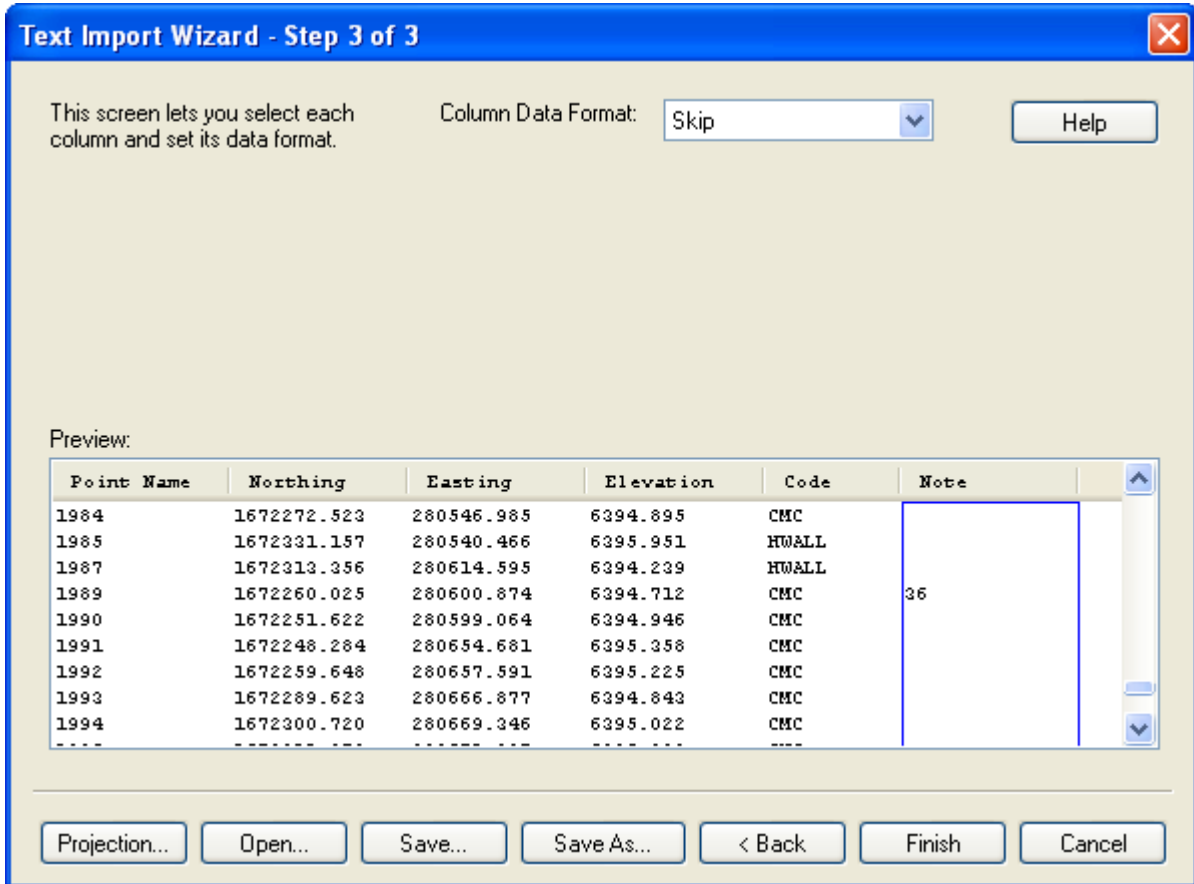 Text Import Wizard - Step 3 of 3
This screen lets you select each
column and set its data format.
Column Data Format:
Skip
Help
Preview:
Point Name Northing Easting Elevation Code Note
1984 1672272.523 280546.985 6394.895 CMC
1985 1672331.157 280540.466 6395.951 HWALL
1987 1672313.356 280614.595 6394.239 HWALL
1989 1672260.025 280600.874 6394.712 CMC 36
1990 1672251.622 280599.064 6394.946 CMC
1991 1672248.284 280654.681 6395.358 CMC
1992 1672259.648 280657.591 6395.225 CMC
1993 1672289.623 280666.877 6394.843 CMC
1994 1672300.720 280669.346 6395.022 CMC
Projection... Open... Save... Save As... < Back Finish Cancel